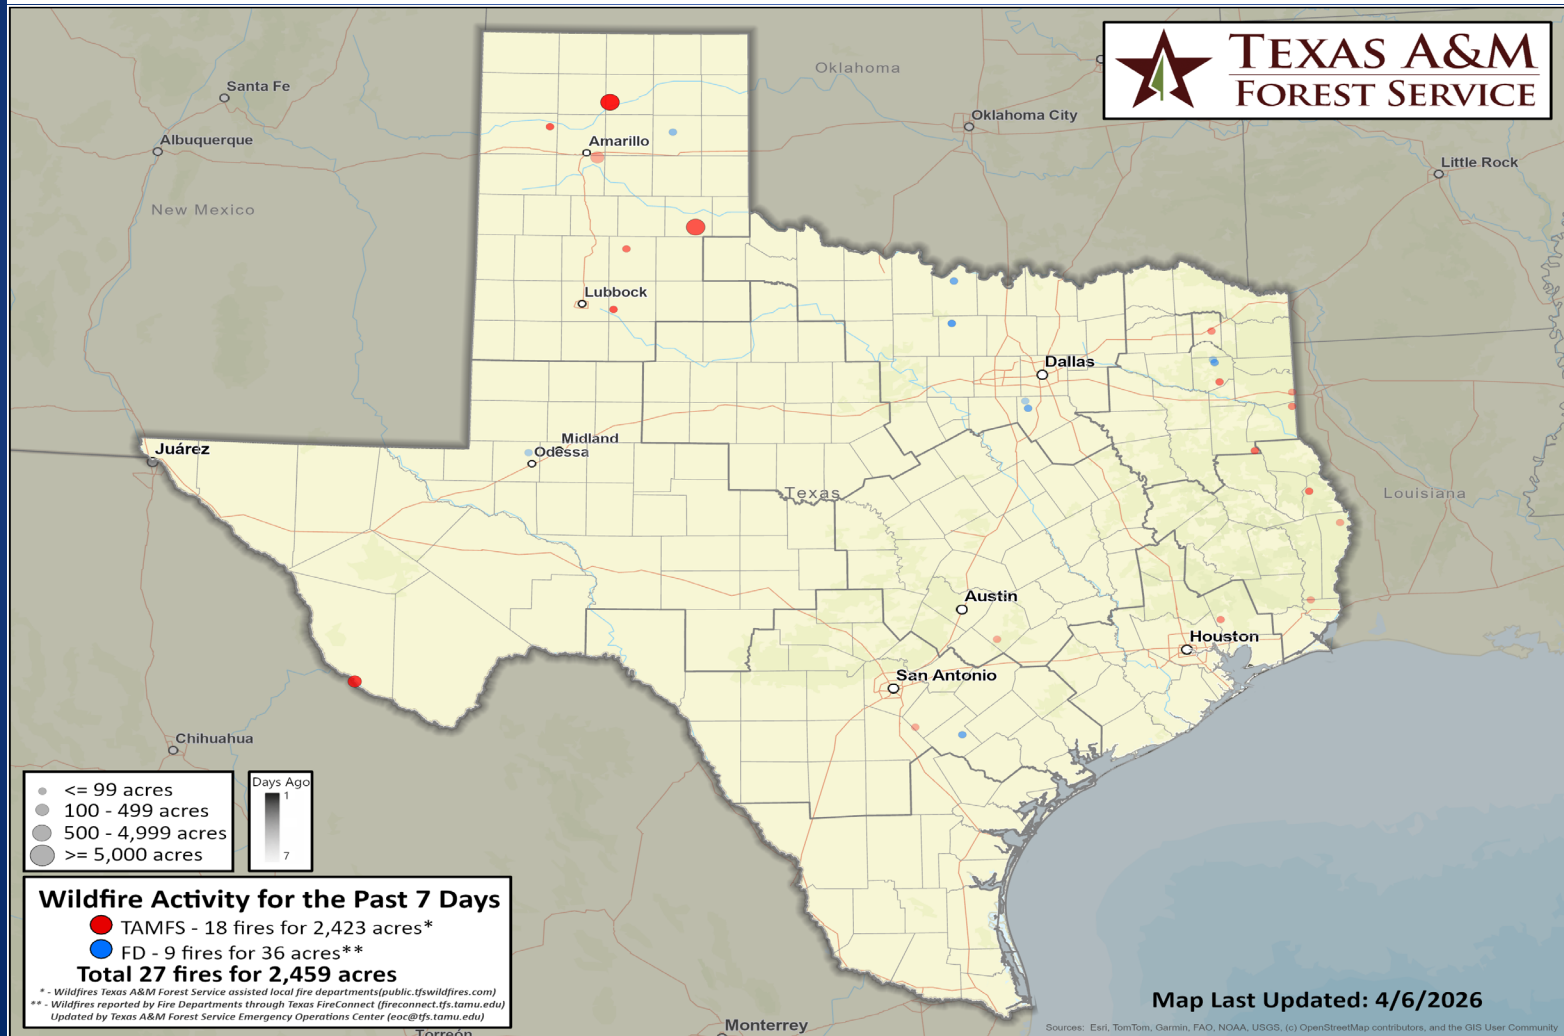 TEXAS A&M
FOREST SERVICE
Oklahoma
Santa Fe
Oklahoma City
Albuquerque
Amarillo
Little Rock
New Mexico
Lubbock
Dallas
Midland
Odessa
Juárez
Texas
Louisiana
Austin
Houston
San Antonio
Chihuahua
<= 99 acres
100 - 499 acres
500 - 4,999 acres
>= 5,000 acres
Days Ago
1
7
Wildfire Activity for the Past 7 Days
TAMFS - 18 fires for 2,423 acres*
FD - 9 fires for 36 acres**
Total 27 fires for 2,459 acres
* - Wildfires Texas A&M Forest Service assisted local fire departments(public.tfswildfires.com)
** - Wildfires reported by Fire Departments through Texas FireConnect (fireconnect.tfs.tamu.edu)
Updated by Texas A&M Forest Service Emergency Operations Center (eoc@tfs.tamu.edu)
Torreón
Monterrey
Map Last Updated: 4/6/2026
Sources: Esri, TomTom, Garmin, FAO, NOAA, USGS, (c) OpenStreetMap contributors, and the GIS User Community